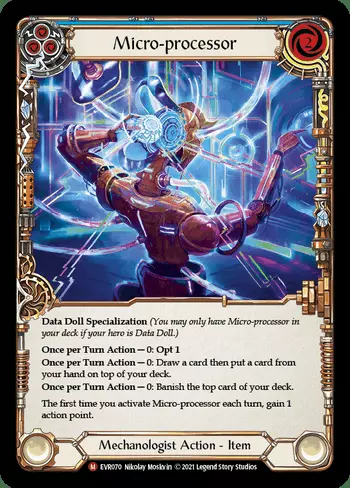 Micro-processor
2
Data Doll Specialization (You may only have Micro-processor in
your deck if your hero is Data Doll.)
Once per Turn Action — 0: Opt 1
Once per Turn Action — 0: Draw a card then put a card from
your hand on top of your deck.
Once per Turn Action — 0: Banish the top card of your deck.
The first time you activate Micro-processor each turn, gain 1
action point.
Mechanologist Action - Item
M EVR070 Nikolay Moskvin © 2021 Legend Story Studios